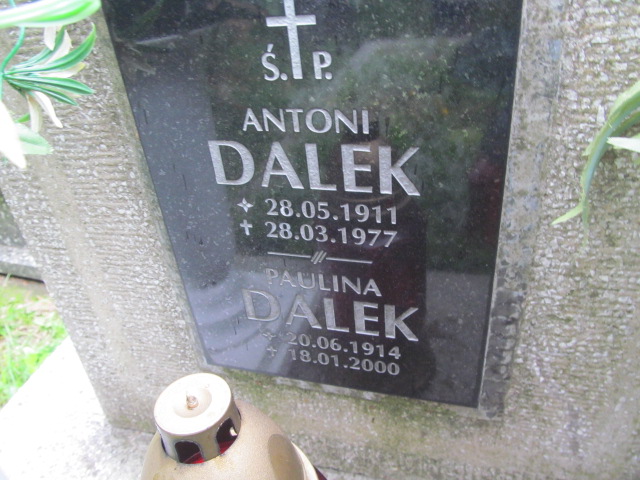 Ś. P.
ANTONI
DALEK
28.05.1911
28.03.1977
PAULINA
DALEK
20.06.1914
18.01.2000